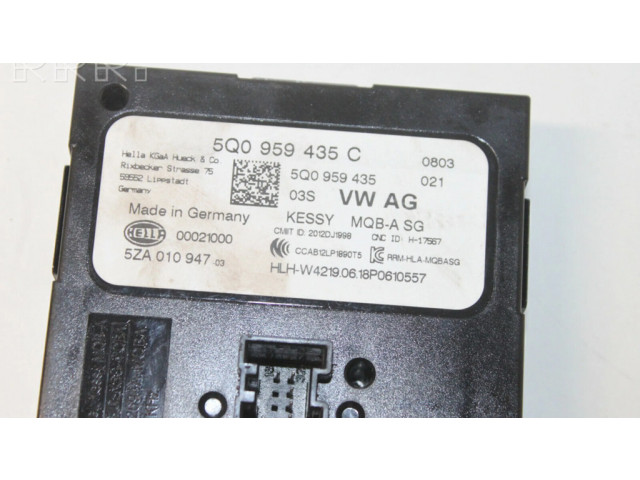 5Q0 959 435 C
0803
Hella KGaA Hueck & Co.
Rixbecker Strasse 75
59552 Lippstadt
Germany
5Q0 959 435
021
03S
VW AG
Made in Germany
KESSY
MQB-A SG
CMIIT ID: 2012DJ1998
CNC ID: H-17567
HELLA
00021000
CCAB12LP1890T5
RRM-HLA-MQBASG
5ZA 010 947 03
HLH-W4219.06.18P0610557